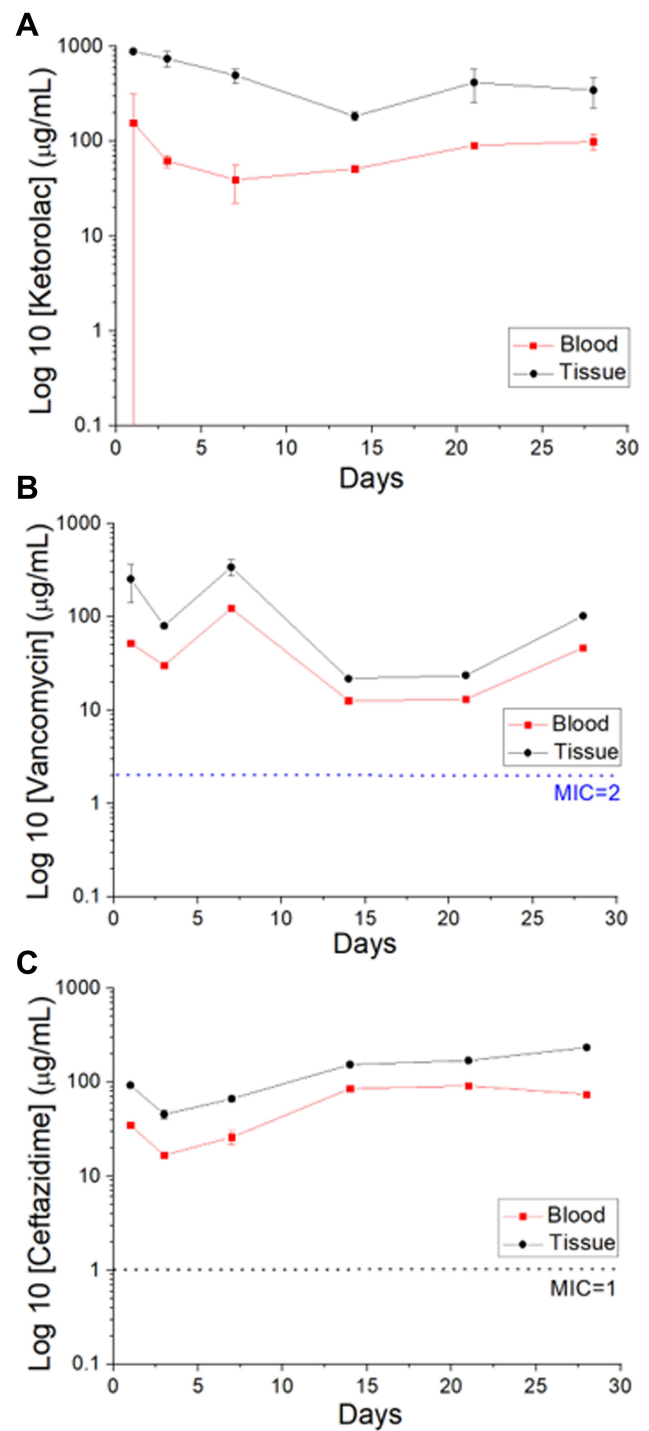 A
Log 10 [Ketorolac] (μg/mL)
1000
100
10
1
0.1
Blood
Tissue
0 5 10 15 20 25 30
Days
B
Log 10 [Vancomycin] (μg/mL)
1000
100
10
1
0.1
Blood
Tissue
MIC=2
0 5 10 15 20 25 30
Days
C
Log 10 [Ceftazidime] (μg/mL)
1000
100
10
1
0.1
Blood
Tissue
MIC=1
0 5 10 15 20 25 30
Days